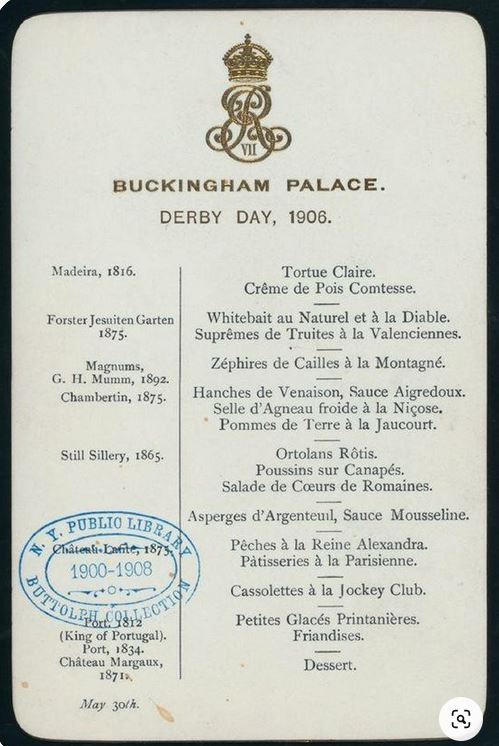 VII
BUCKINGHAM PALACE.
DERBY DAY, 1906.
Madeira, 1816.
Tortue Claire.
Crême de Pois Comtesse.
Forster Jesuiten Garten
1875.
Whitebait au Naturel et à la Diable.
Suprêmes de Truites à la Valenciennes.
Magnums,
G. H. Mumm, 1892.
Zéphires de Cailles à la Montagné.
Chambertin, 1875.
Hanches de Venaison, Sauce Aigredoux.
Selle d'Agneau froide à la Niçose.
Pommes de Terre à la Jaucourt.
Still Sillery, 1865.
Ortolans Rôtis.
Poussins sur Canapés.
Salade de Cœurs de Romaines.
Asperges d'Argenteuil, Sauce Mousseline.
Château Lafite, 1875.
Pêches à la Reine Alexandra.
Pàtisseries à la Parisienne.
Cassolettes à la Jockey Club.
Port. 1812
(King of Portugal).
Port, 1834.
Château Margaux,
1871.
Petites Glacés Printanières.
Friandises.
Dessert.
May 30th.
N. Y. PUBLIC LIBRARY
1900-1908
BUTTOLPH COLLECTION